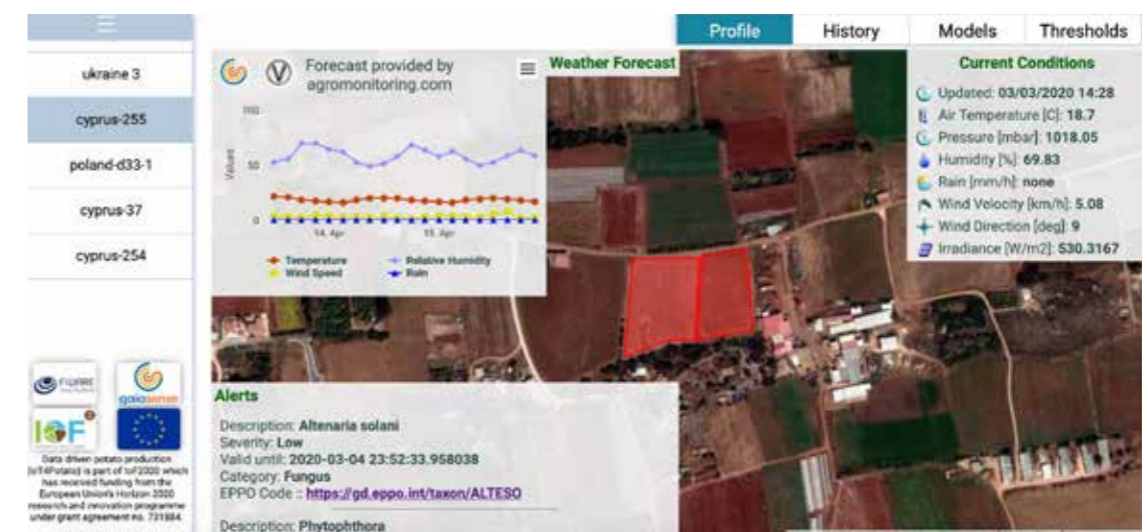 Profile
History
Models
Thresholds
ukraine 3
cyprus-255
poland-d33-1
cyprus-37
cyprus-254
Forecast provided by
agromonitoring.com
Weather Forecast
Values
50
0
14. Apr
15. Apr
Temperature
Relative Humidity
Wind Speed
Rain
Current Conditions
Updated: 03/03/2020 14:28
Air Temperature [C]: 18.7
Pressure [mbar]: 1018.05
Humidity [%]: 69.83
Rain [mm/h]: none
Wind Velocity [km/h]: 5.08
Wind Direction [deg]: 9
Irradiance [W/m2]: 530.3167
FIWARE
gaiasense
IOF
Data driven potato production
(IoT4Potato) is part of IoF2020 which
has received funding from the
European Union's Horizon 2020
research and innovation programme
under grant agreement no. 731884
Alerts
Description: Altenaria solani
Severity: Low
Valid until: 2020-03-04 23:52:33.958038
Category: Fungus
EPPO Code :: https://gd.eppo.int/taxon/ALTESO
Description: Phytophthora